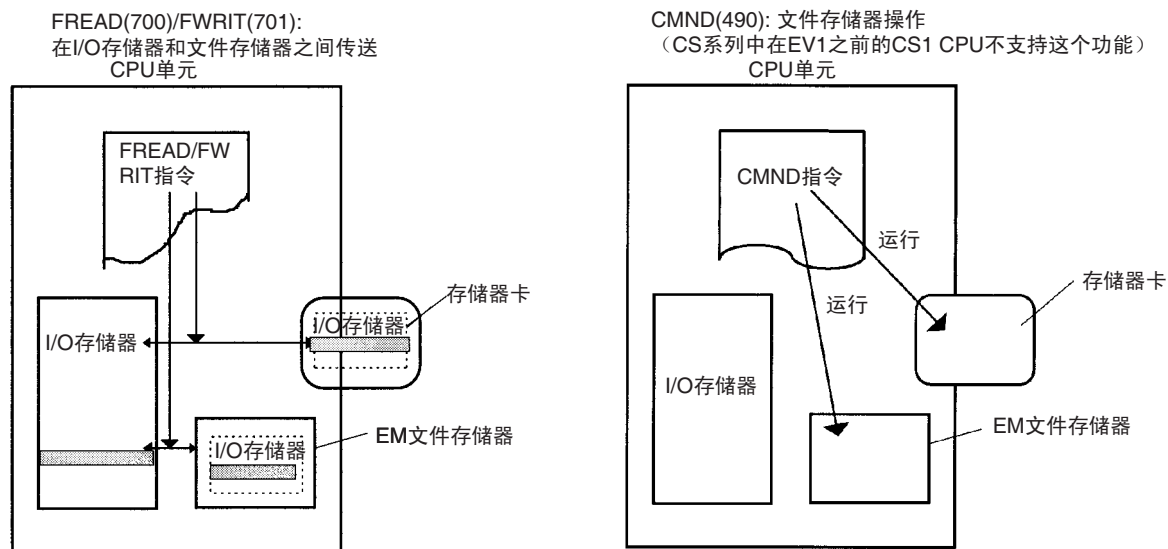 FREAD(700)/FWRIT(701):
在I/O存储器和文件存储器之间传送
CPU单元
FREAD/FW
RIT指令
存储器卡
I/O存储器
I/O存储器
EM文件存储器
I/O存储器
CMND(490): 文件存储器操作
（CS系列中在EV1之前的CS1 CPU不支持这个功能）
CPU单元
CMND指令
运行
存储器卡
运行
I/O存储器
EM文件存储器